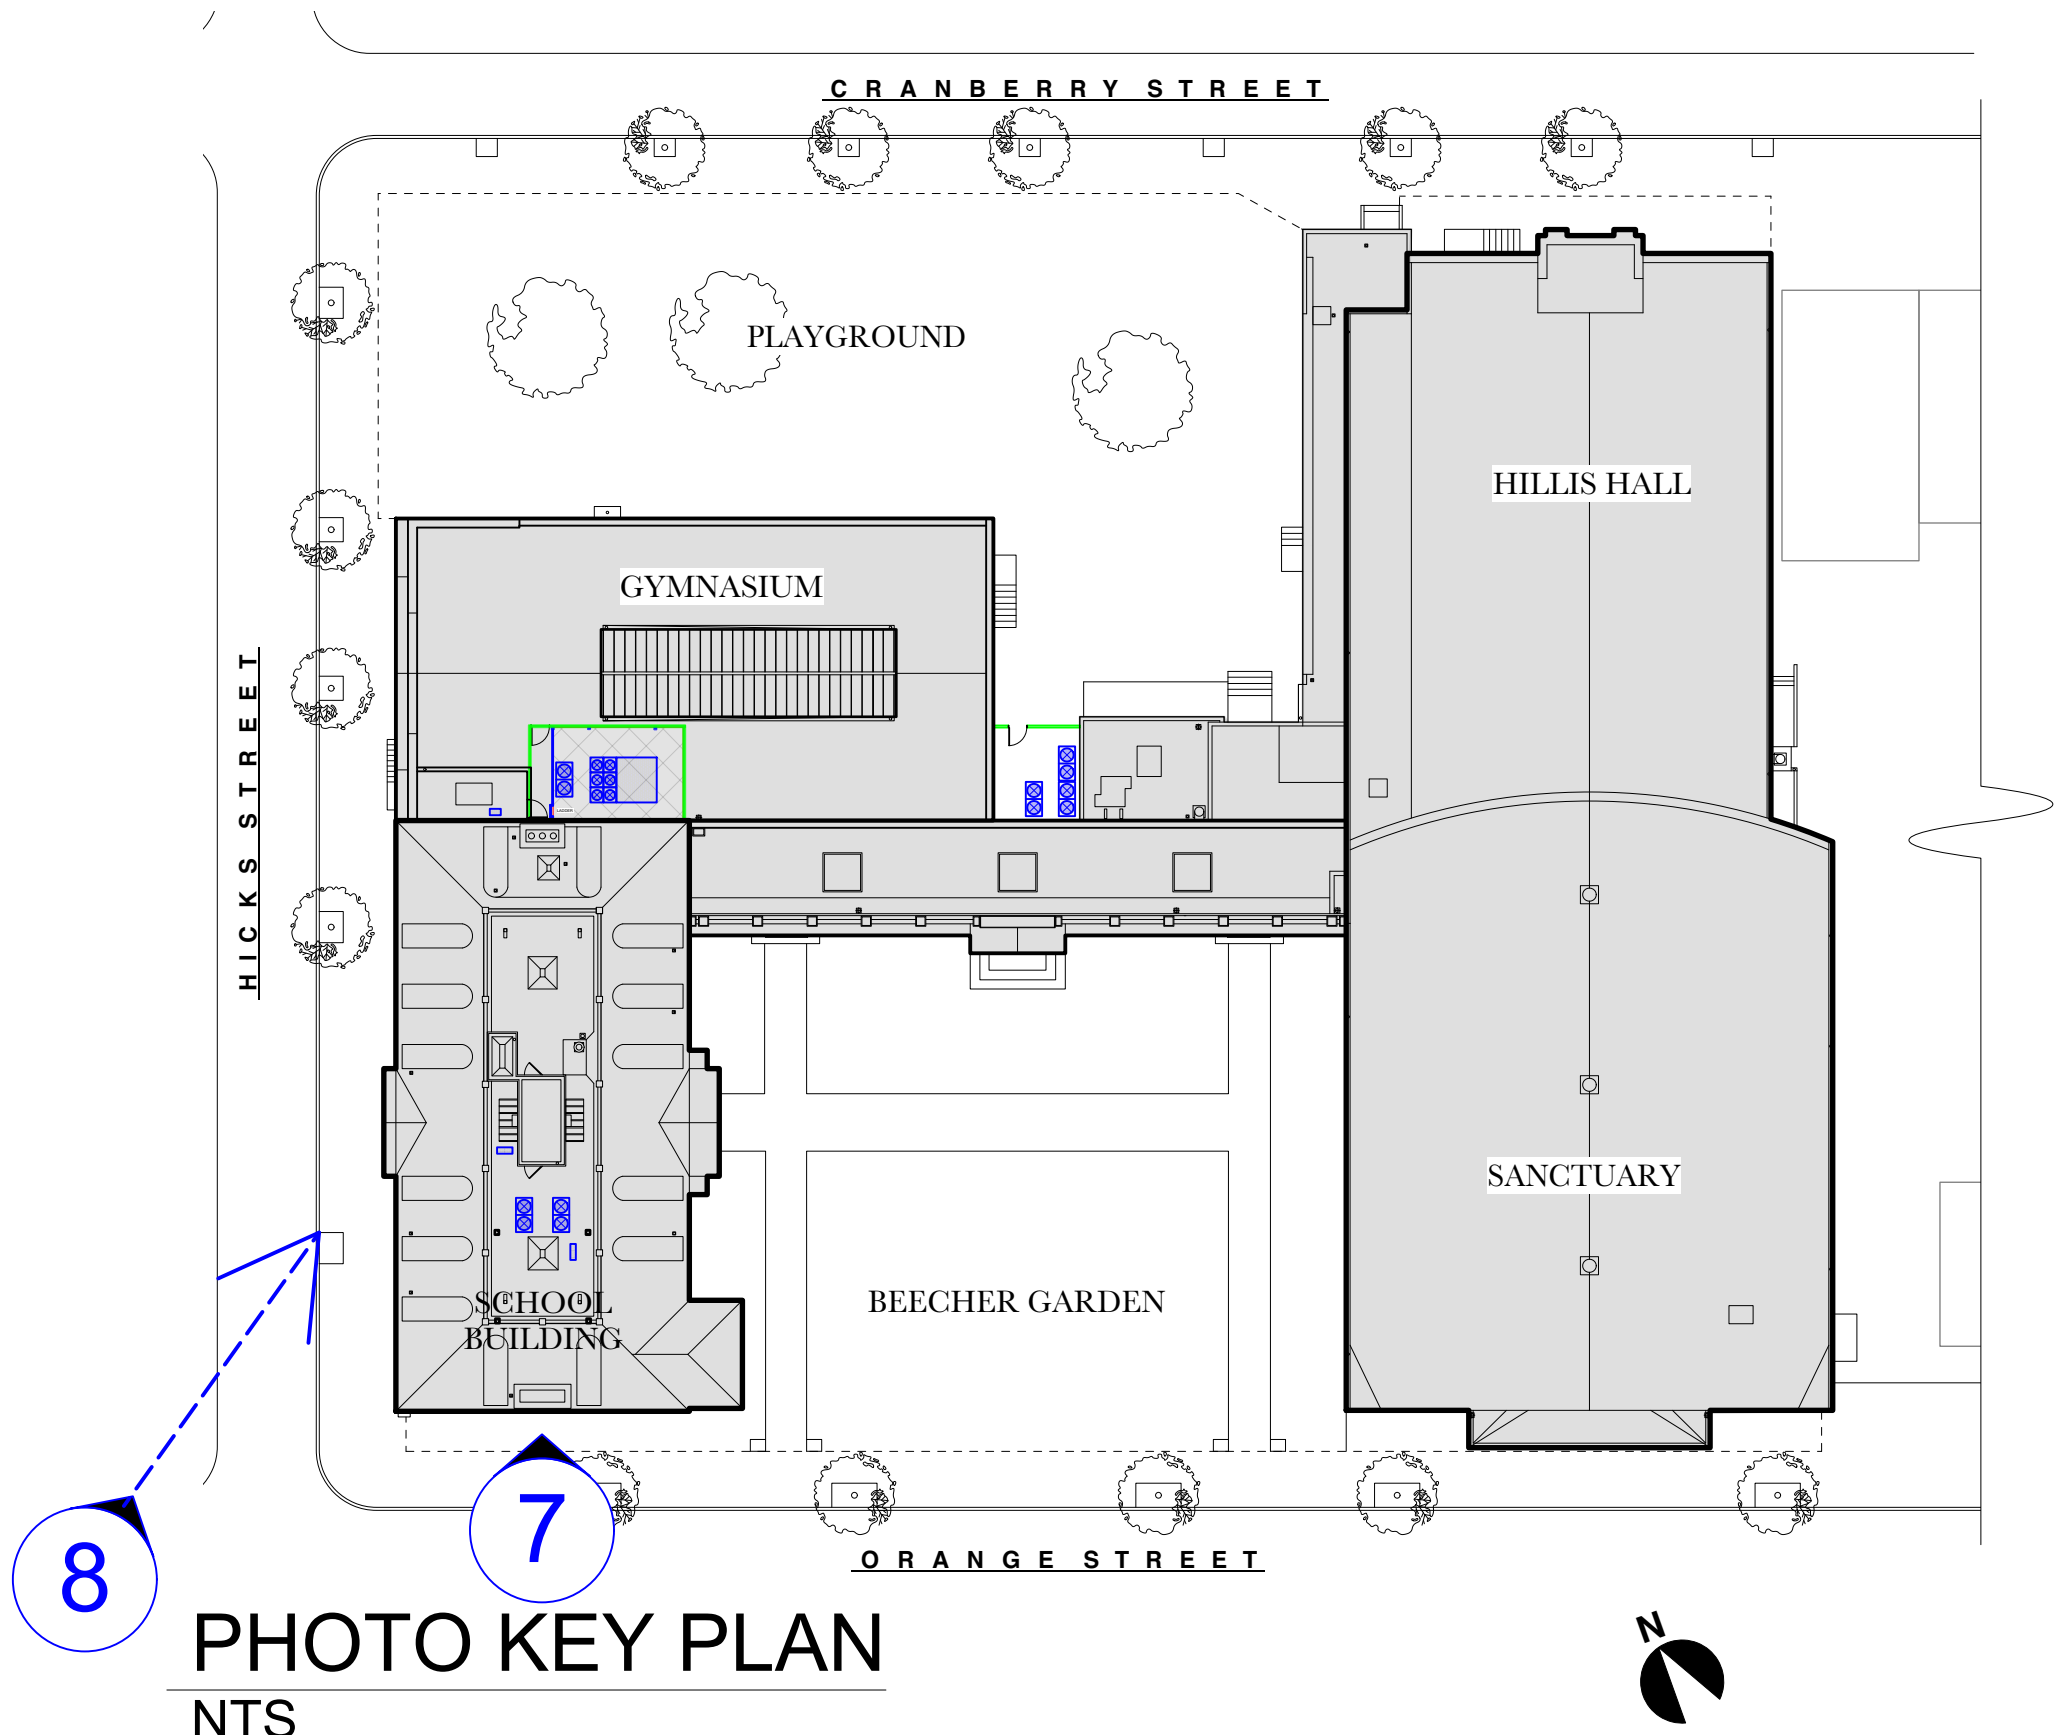 CRANBERRY STREET
PLAYGROUND
HILLIS HALL
GYMNASIUM
HICKS STREET
LADDER
SANCTUARY
SCHOOL
BUILDING
BEECHER GARDEN
7
8
ORANGE STREET
PHOTO KEY PLAN
NTS
N